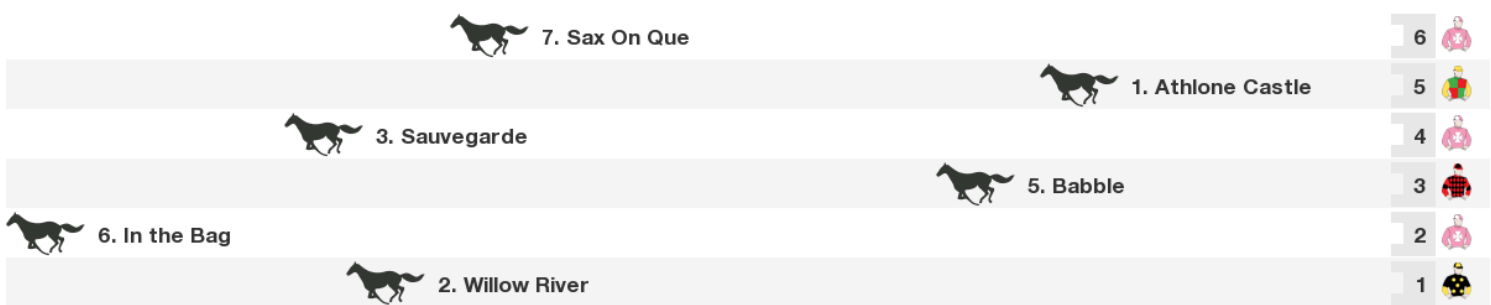 7. Sax On Que 6
1. Athlone Castle 5
3. Sauvegarde 4
5. Babble 3
6. In the Bag 2
2. Willow River 1